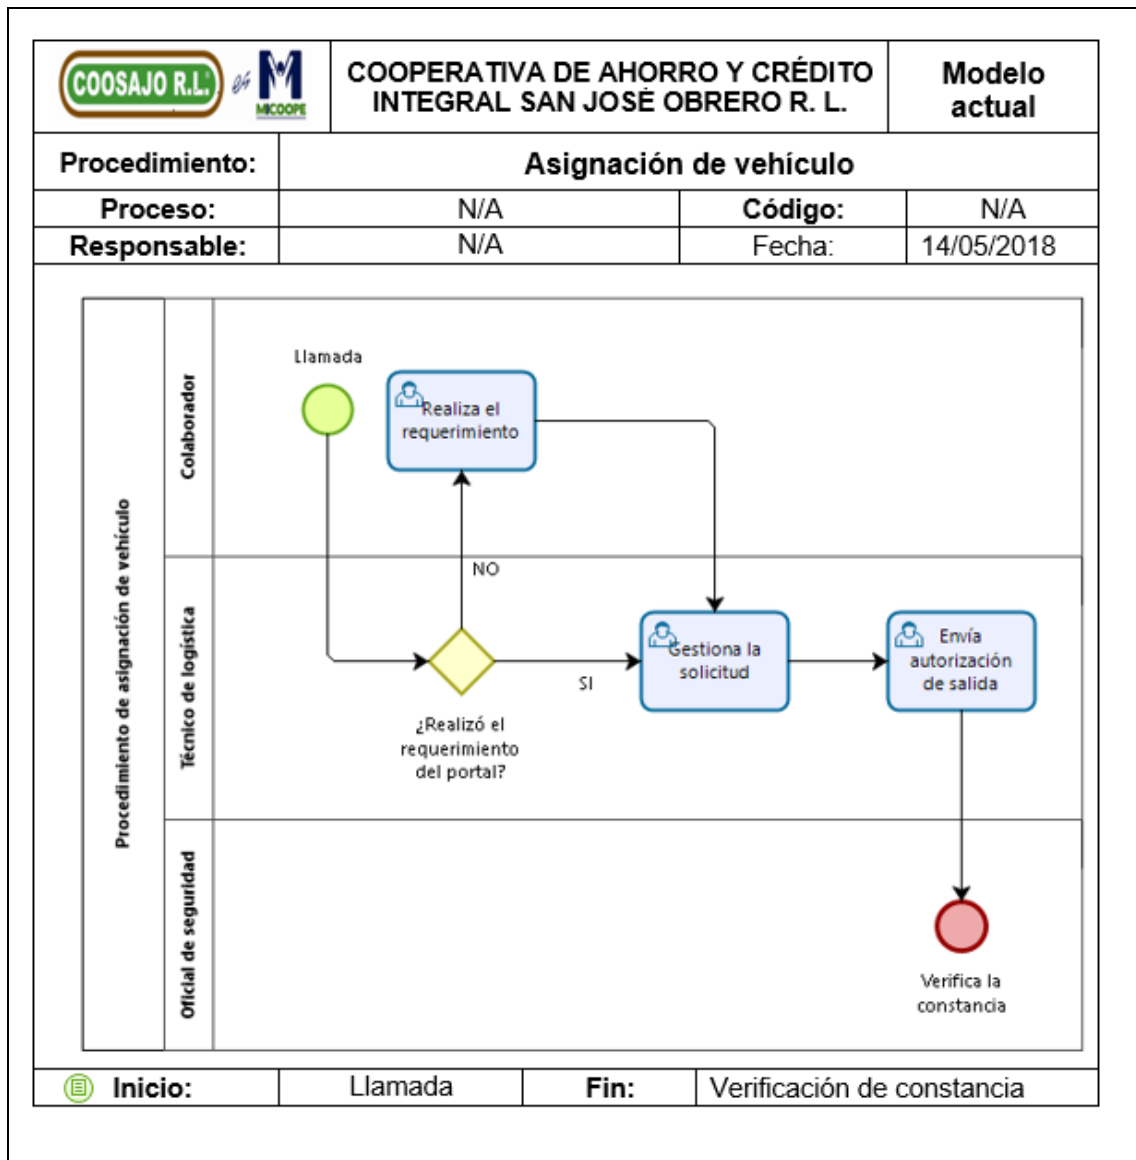 COOSAJO R.L.
es
MICOOPE
COOPERATIVA DE AHORRO Y CRÉDITO
INTEGRAL SAN JOSÉ OBRERO R. L.
Modelo
actual
Procedimiento:
Asignación de vehículo
Proceso:
N/A
Código:
N/A
Responsable:
N/A
Fecha:
14/05/2018
Procedimiento de asignación de vehículo
Colaborador
Llamada
Realiza el
requerimiento
NO
Técnico de logística
¿Realizó el
requerimiento
del portal?
SI
Gestiona la
solicitud
Envía
autorización
de salida
Oficial de seguridad
Verifica la
constancia
Inicio:
Llamada
Fin:
Verificación de constancia